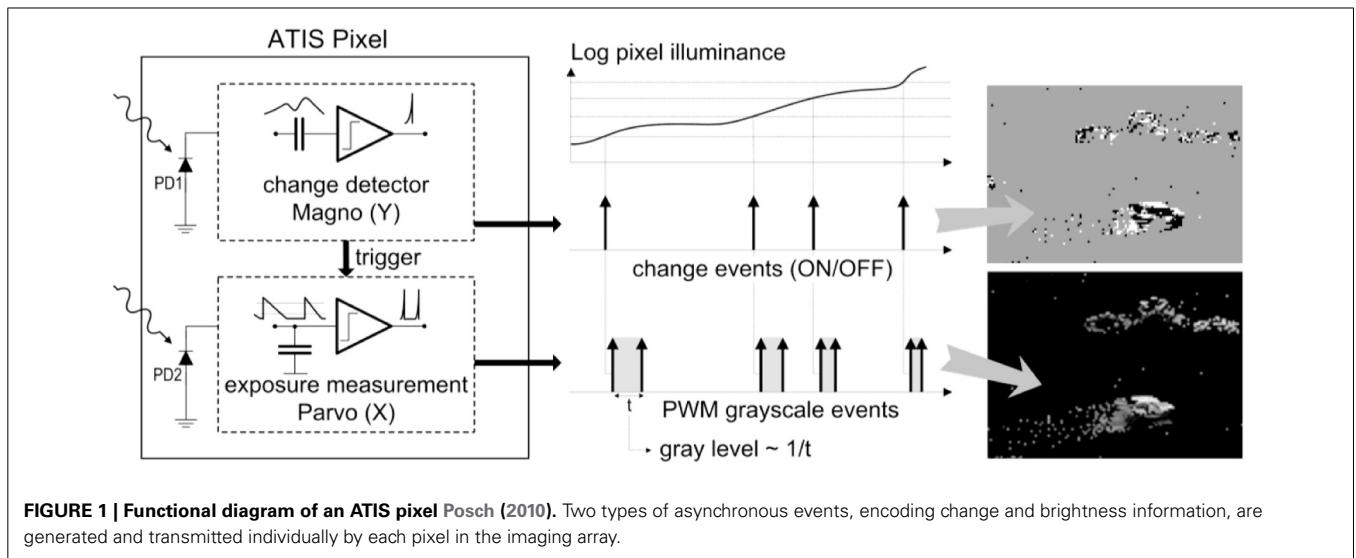 ATIS Pixel
PD1
change detector
Magno (Y)
trigger
PD2
exposure measurement
Parvo (X)
Log pixel illuminance
change events (ON/OFF)
t
PWM grayscale events
gray level ~ 1/t
FIGURE 1 | Functional diagram of an ATIS pixel Posch (2010). Two types of asynchronous events, encoding change and brightness information, are
generated and transmitted individually by each pixel in the imaging array.